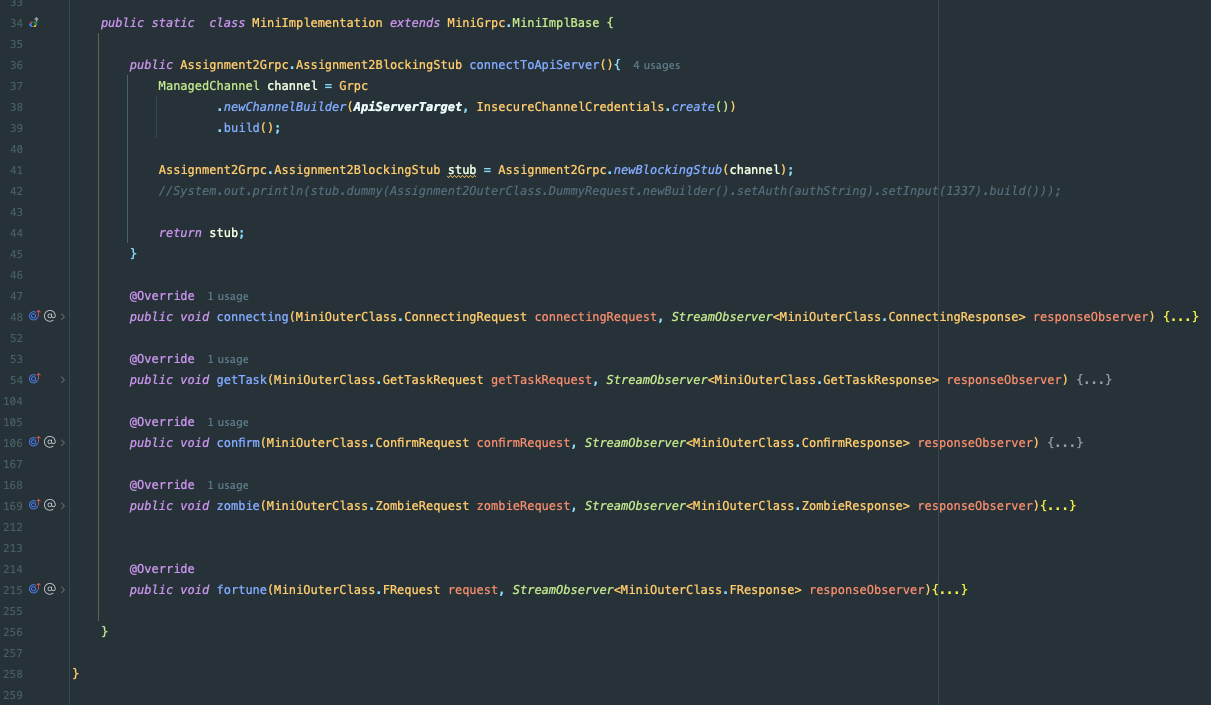 33
34 public static  class MiniImplementation extends MiniGrpc.MiniImplBase {
35
36 public Assignment2Grpc.Assignment2BlockingStub connectToApiServer(){ 4 usages
37 ManagedChannel channel = Grpc
38 .newChannelBuilder(ApiServerTarget, InsecureChannelCredentials.create())
39 .build();
40
41 Assignment2Grpc.Assignment2BlockingStub stub = Assignment2Grpc.newBlockingStub(channel);
42 //System.out.println(stub.dummy(Assignment2OuterClass.DummyRequest.newBuilder().setAuth(authString).setInput(1337).build()));
43
44 return stub;
45 }
46
47 @Override 1 usage
48 @ > public void connecting(MiniOuterClass.ConnectingRequest connectingRequest, StreamObserver<MiniOuterClass.ConnectingResponse> responseObserver) {...}
52
53 @Override 1 usage
54 > public void getTask(MiniOuterClass.GetTaskRequest getTaskRequest, StreamObserver<MiniOuterClass.GetTaskResponse> responseObserver) {...}
104
105 @Override 1 usage
106 @ > public void confirm(MiniOuterClass.ConfirmRequest confirmRequest, StreamObserver<MiniOuterClass.ConfirmResponse> responseObserver) {...}
167
168 @Override 1 usage
169 @ > public void zombie(MiniOuterClass.ZombieRequest zombieRequest, StreamObserver<MiniOuterClass.ZombieResponse> responseObserver){...}
212
213
214 @Override
215 @ > public void fortune(MiniOuterClass.FRequest request, StreamObserver<MiniOuterClass.FResponse> responseObserver){...}
255
256 }
257
258 }
259